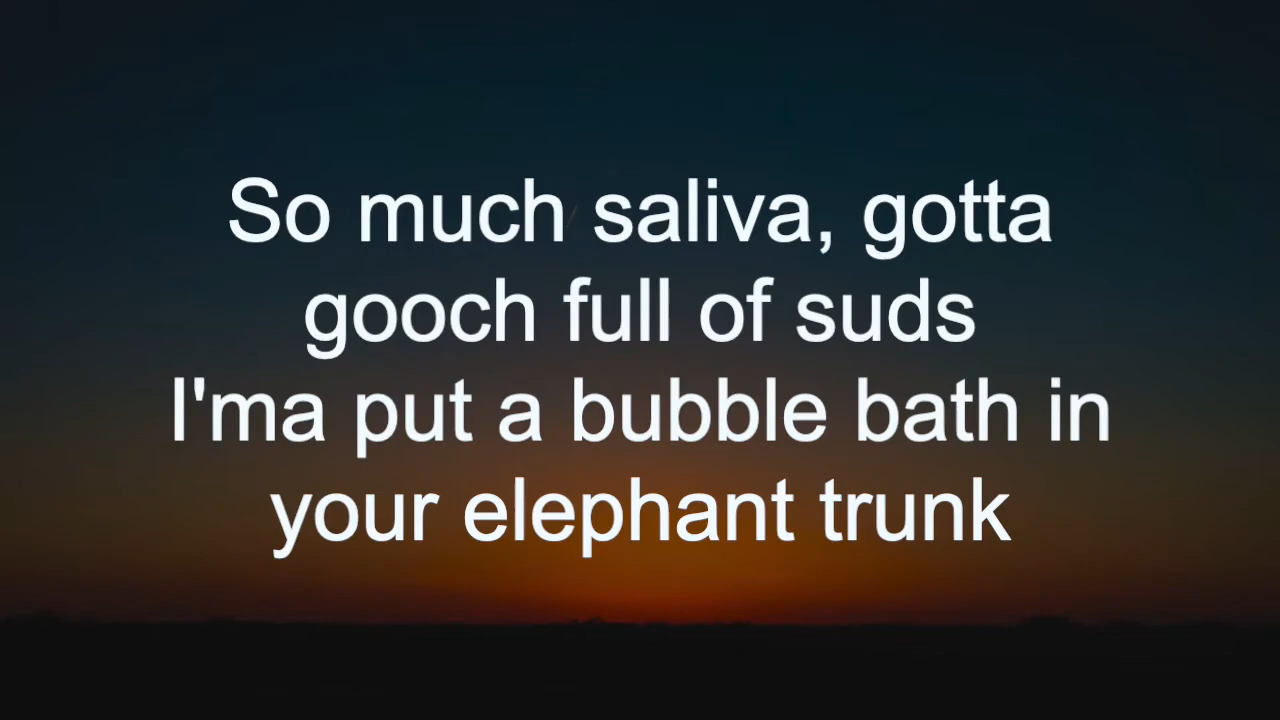 So much saliva, gotta
gooch full of suds
I'ma put a bubble bath in
your elephant trunk